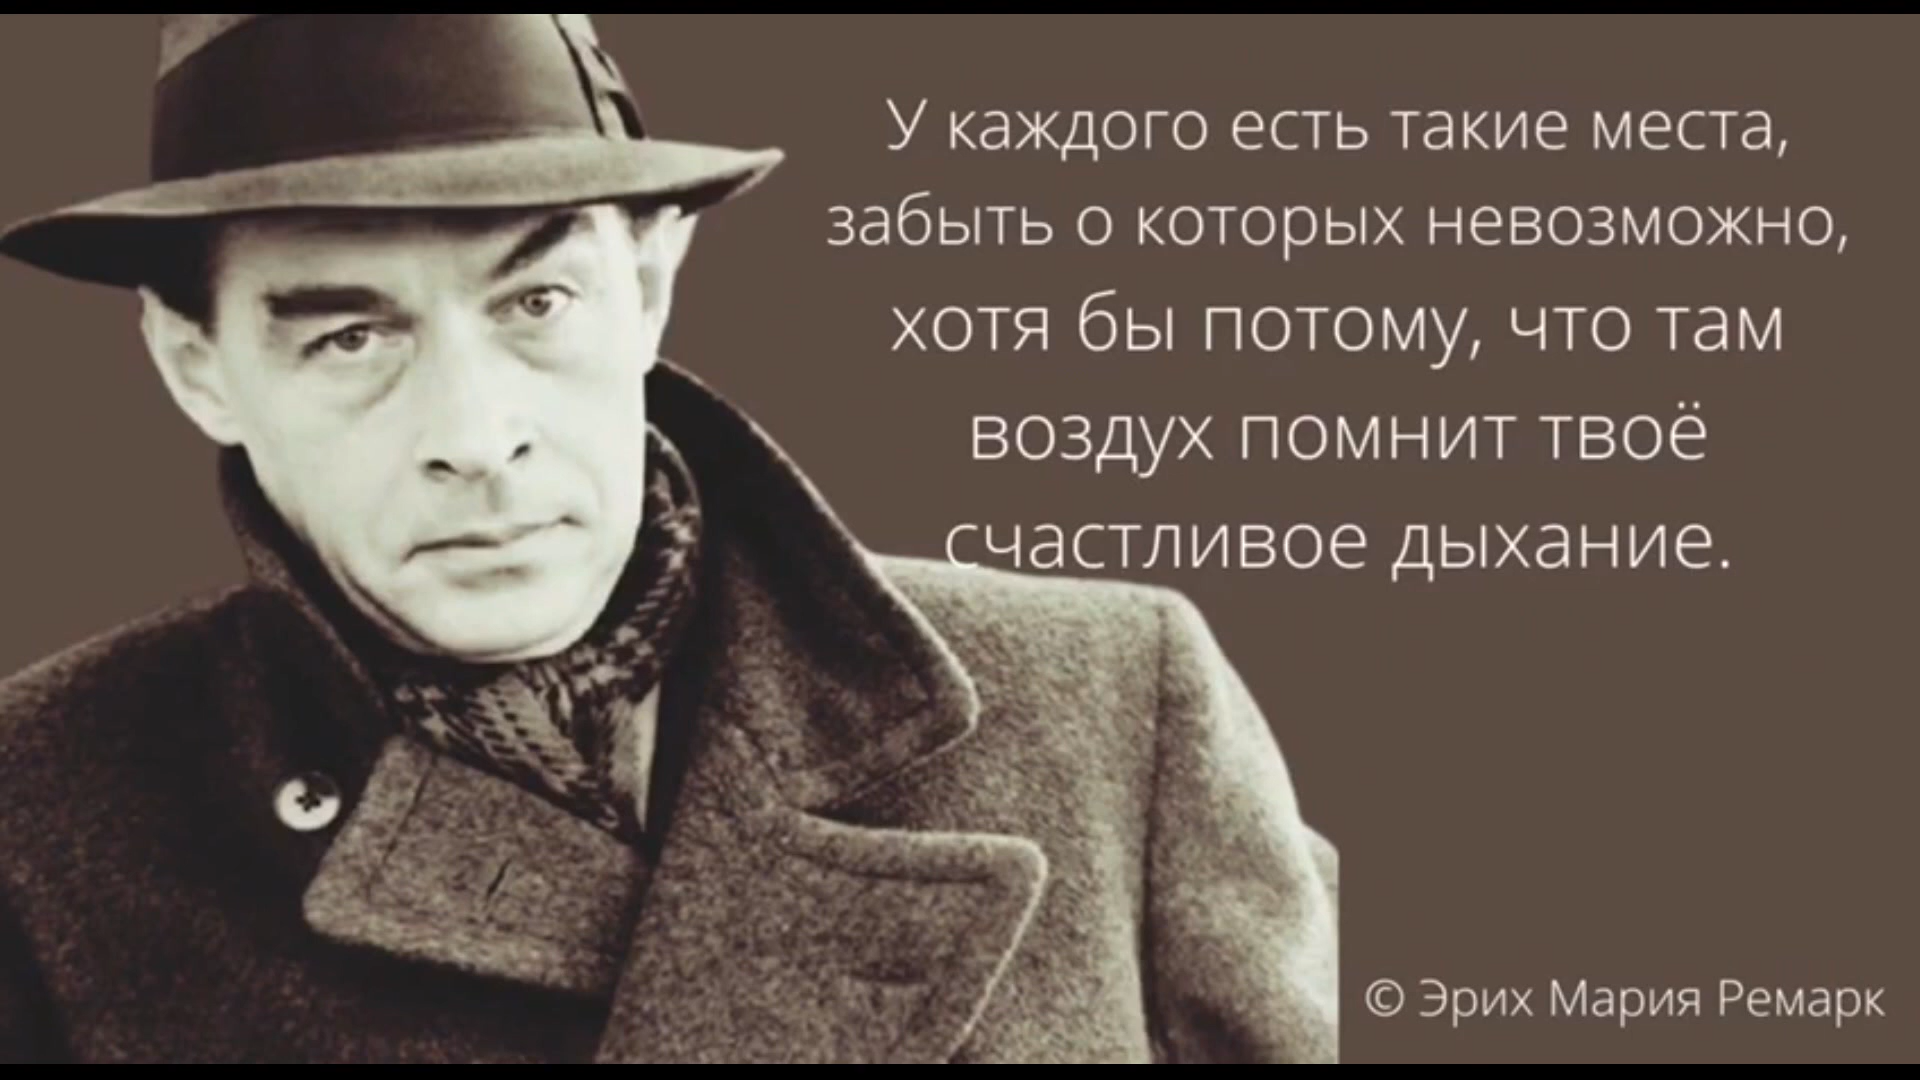 У каждого есть такие места,
забыть о которых невозможно,
хотя бы потому, что там
воздух помнит твоё
счастливое дыхание.
© Эрих Мария Ремарк